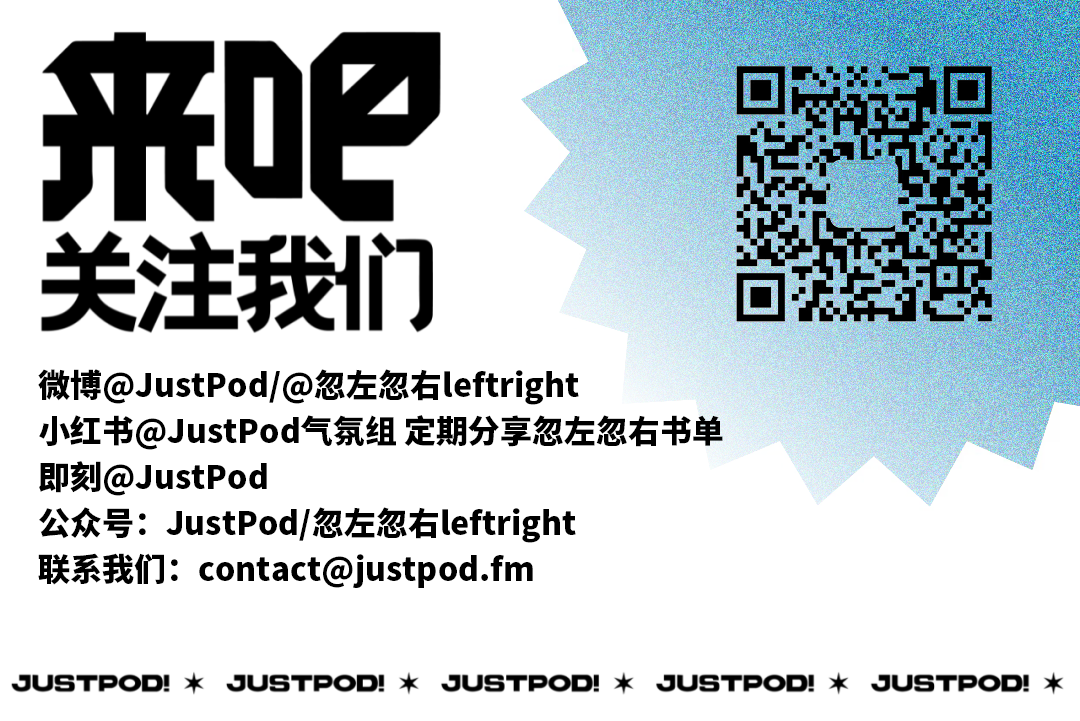 来吧
关注我们
微博@JustPod/@忽左忽右leftright
小红书@JustPod气氛组 定期分享忽左忽右书单
即刻@JustPod
公众号：JustPod/忽左忽右leftright
联系我们：contact@justpod.fm
JUSTPOD! ✶ JUSTPOD! ✶ JUSTPOD! ✶ JUSTPOD! ✶ JUSTPOD! ✶